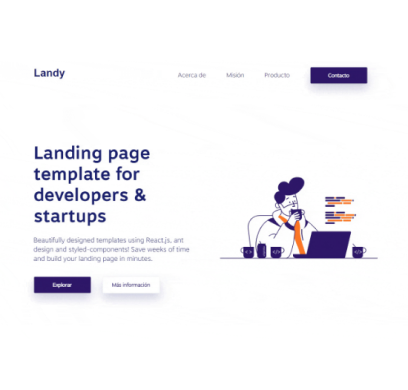 Landy
Acerca de Misión Producto Contacto
Landing page
template for
developers &
startups
Beautifully designed templates using React.js, ant
design and styled-components! Save weeks of time
and build your landing page in minutes.
Explorar Más información